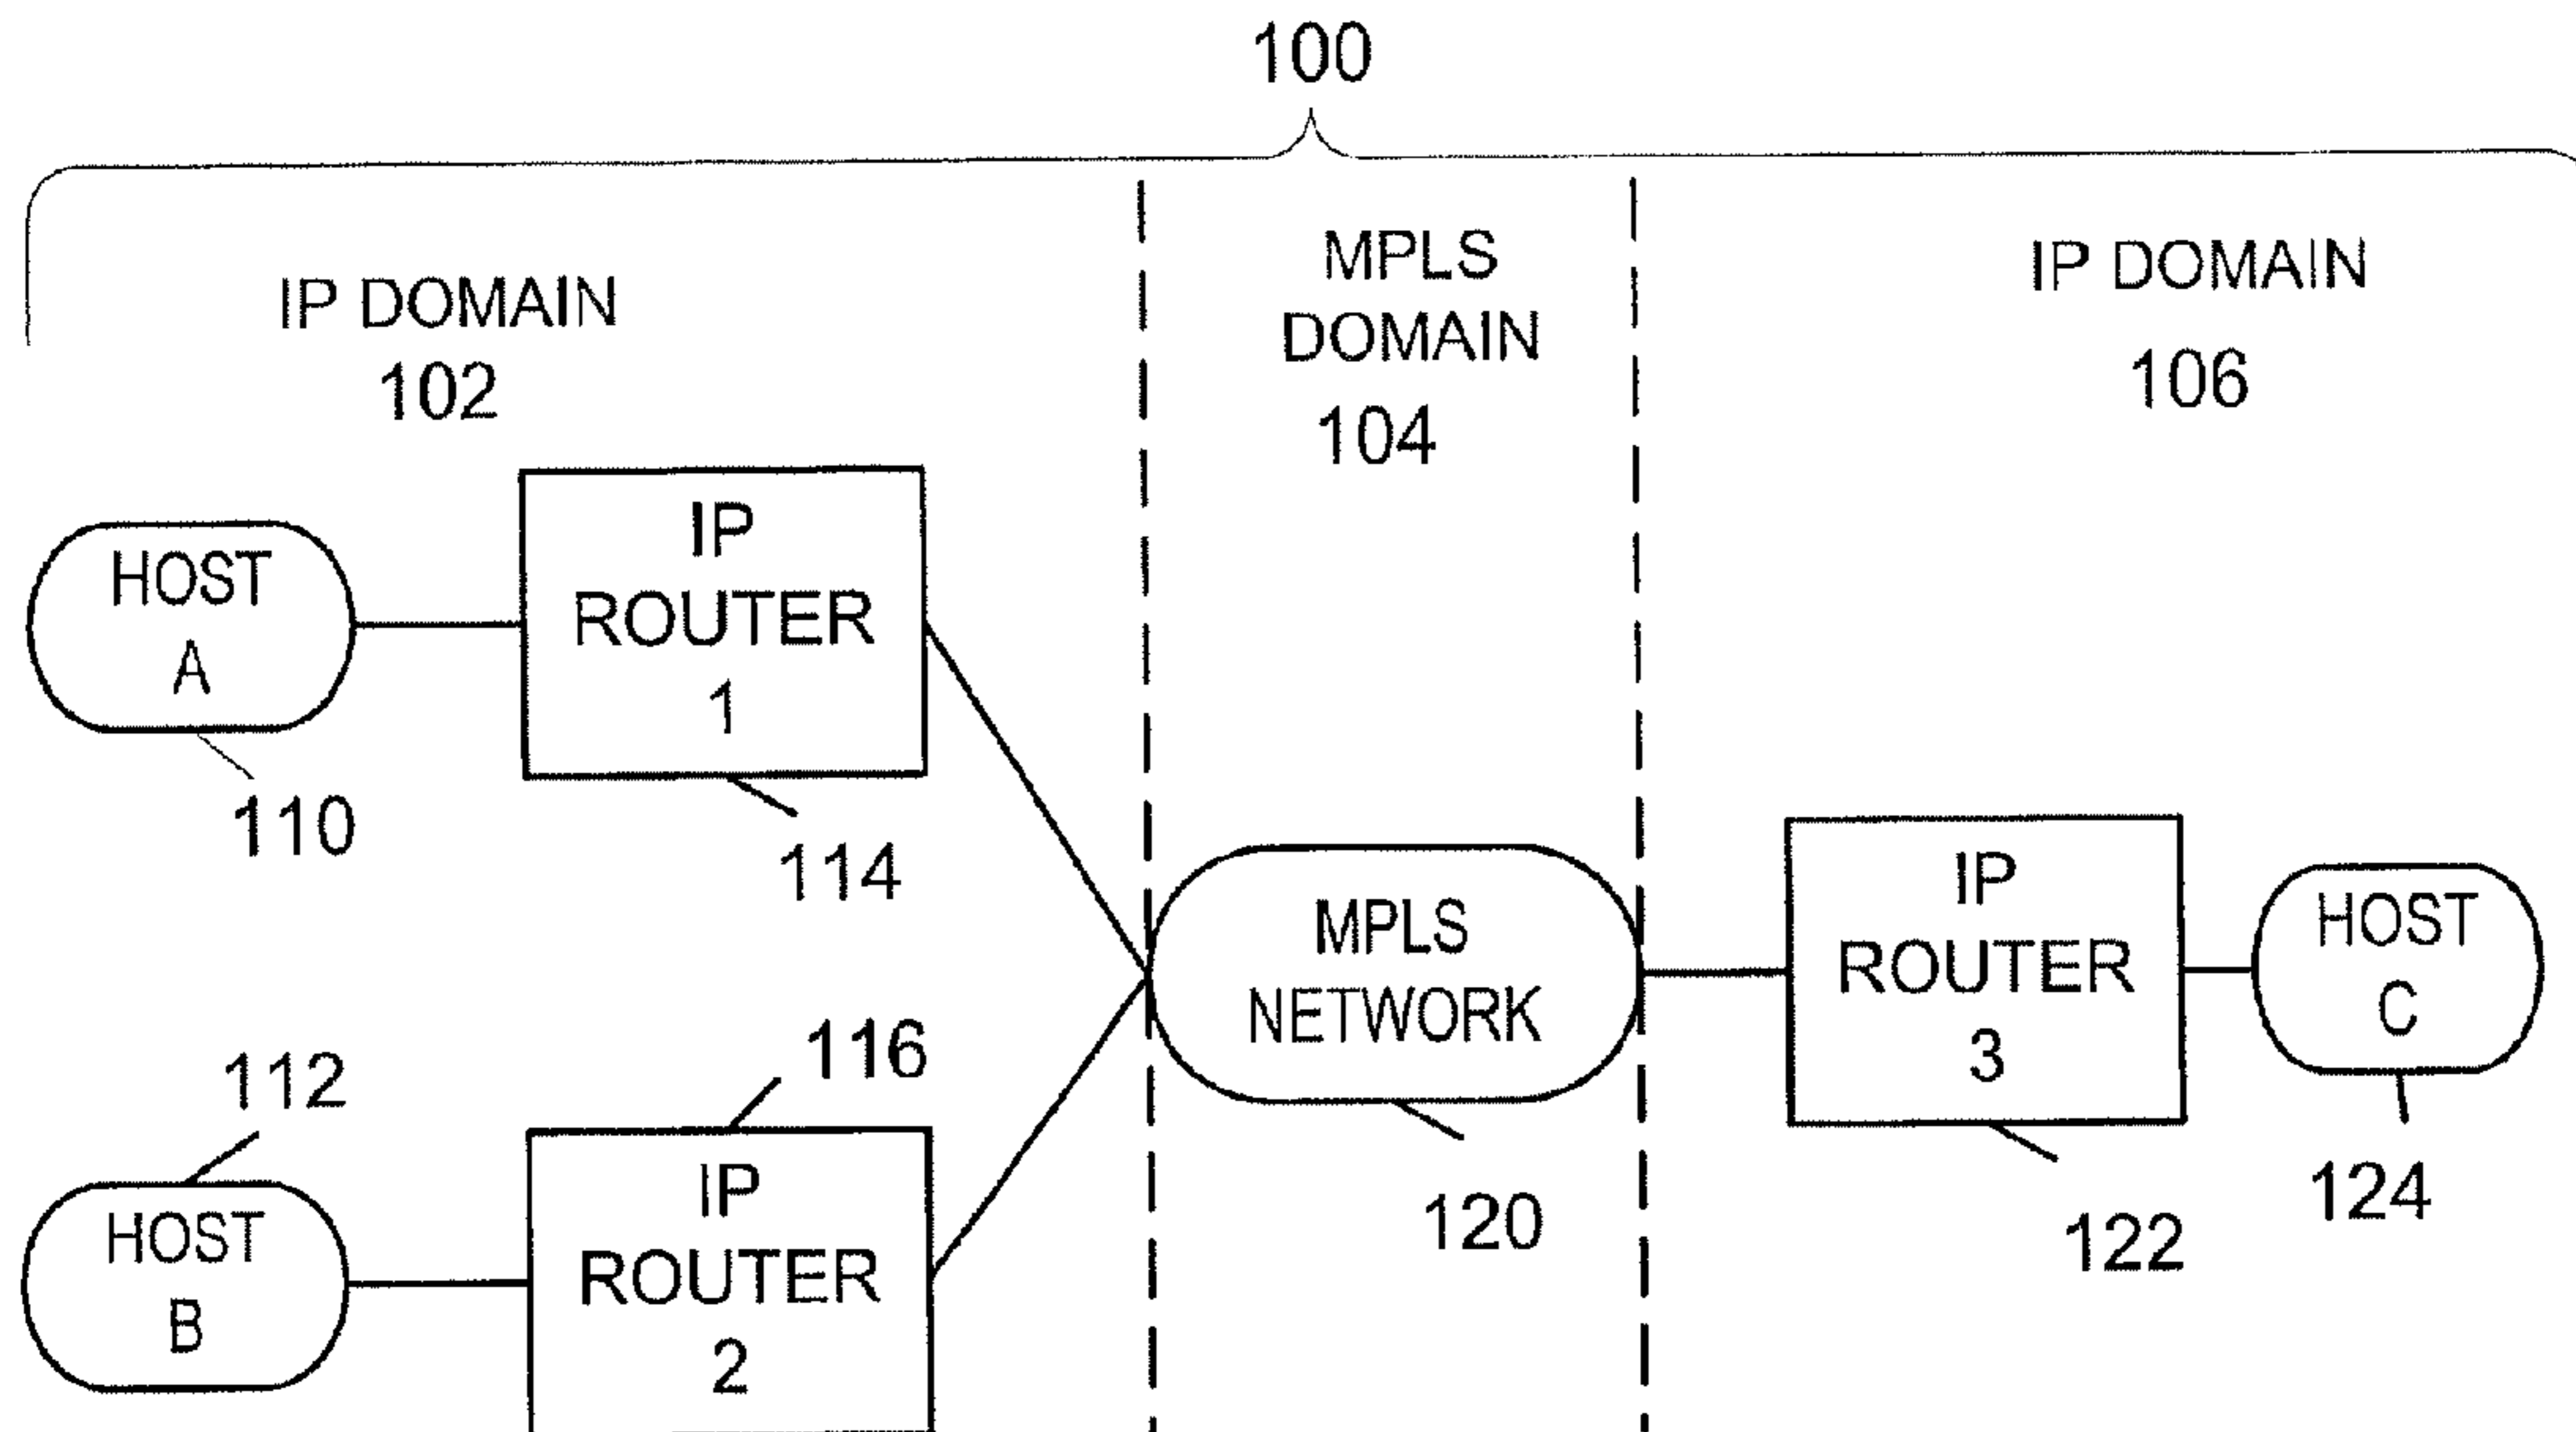 100
IP DOMAIN
102
MPLS
DOMAIN
104
IP DOMAIN
106
HOST
A
110
IP
ROUTER
1
114
HOST
B
112
IP
ROUTER
2
116
MPLS
NETWORK
120
IP
ROUTER
3
122
HOST
C
124